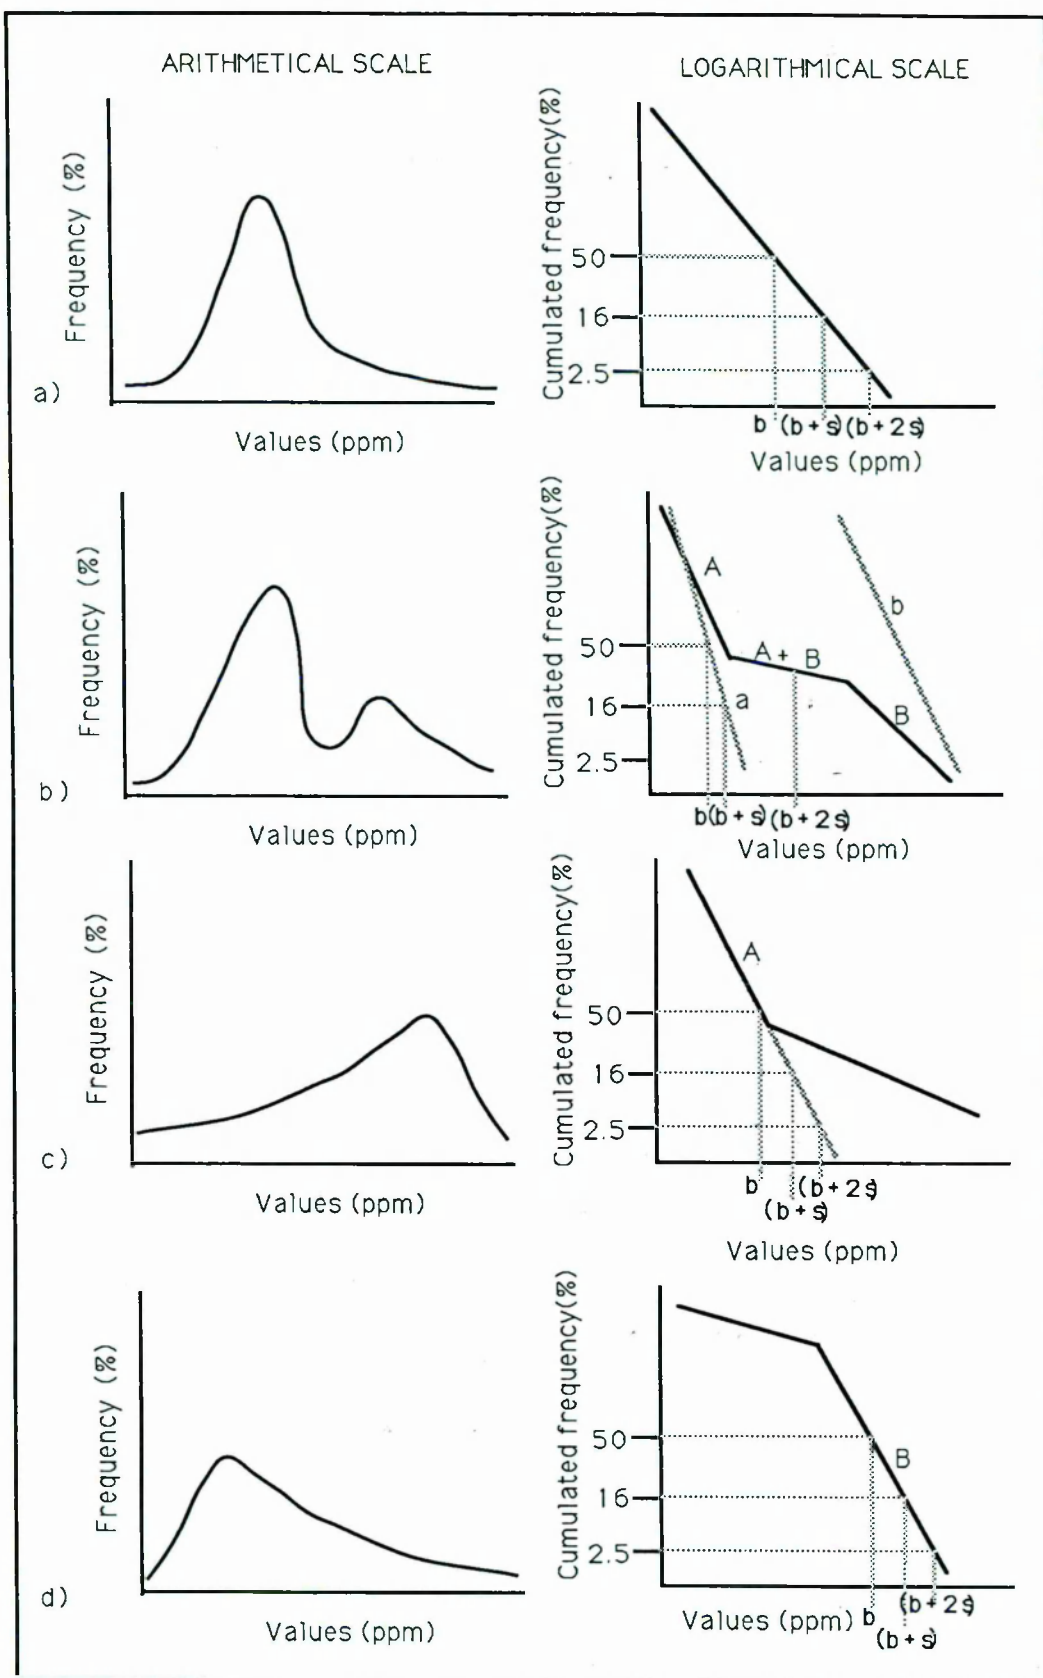 ARITHMETICAL SCALE
LOGARITHMICAL SCALE
Frequency (%)
Values (ppm)
a)
Cumulated frequency(%)
50
16
2.5
b (b+s) (b+2s)
Values (ppm)
Frequency (%)
Values (ppm)
b)
Cumulated frequency(%)
50
16
2.5
A
A+ B
B
a
b
b (b+s) (b+2s)
Values (ppm)
Frequency (%)
Values (ppm)
c)
Cumulated frequency(%)
50
16
2.5
A
b (b+2s)
(b+s)
Values (ppm)
Frequency (%)
Values (ppm)
d)
Cumulated frequency(%)
50
16
2.5
B
Values (ppm) b (b+2s)
(b+s)